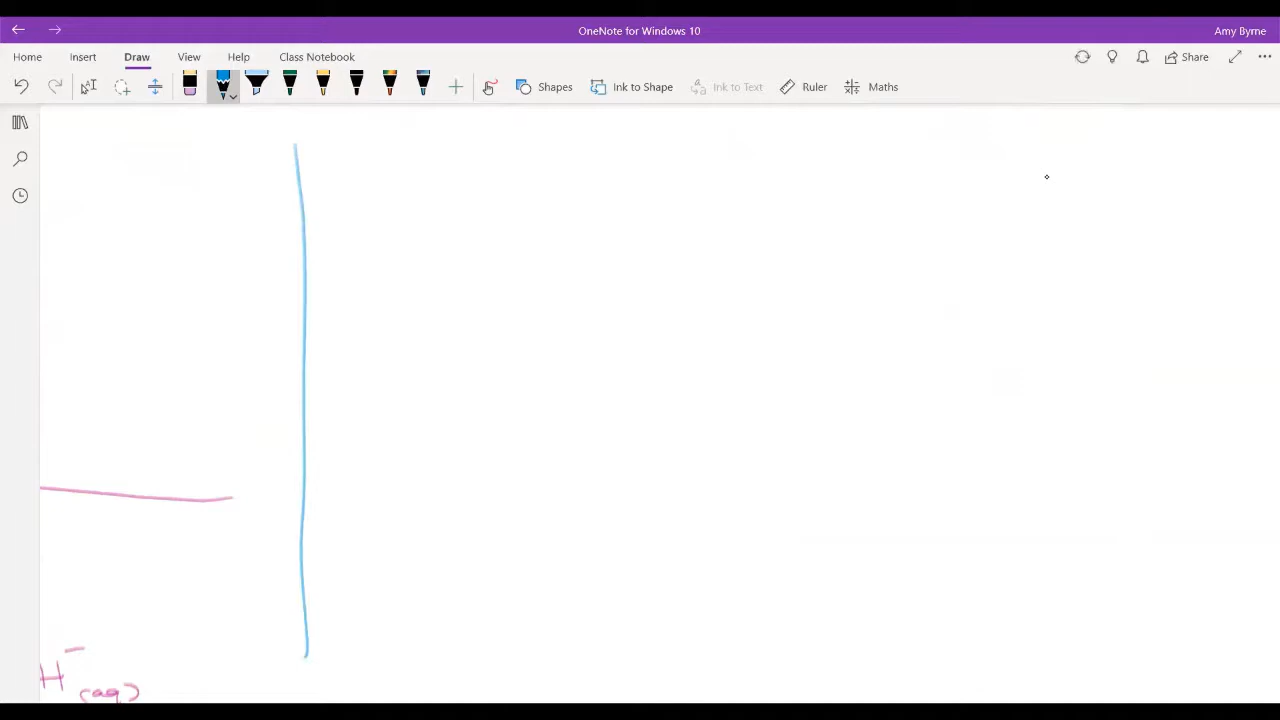 OneNote for Windows 10
Amy Byrne
Home Insert Draw View Help Class Notebook Share
Shapes Ink to Shape Ink to Text Ruler Maths
H⁻(aq)